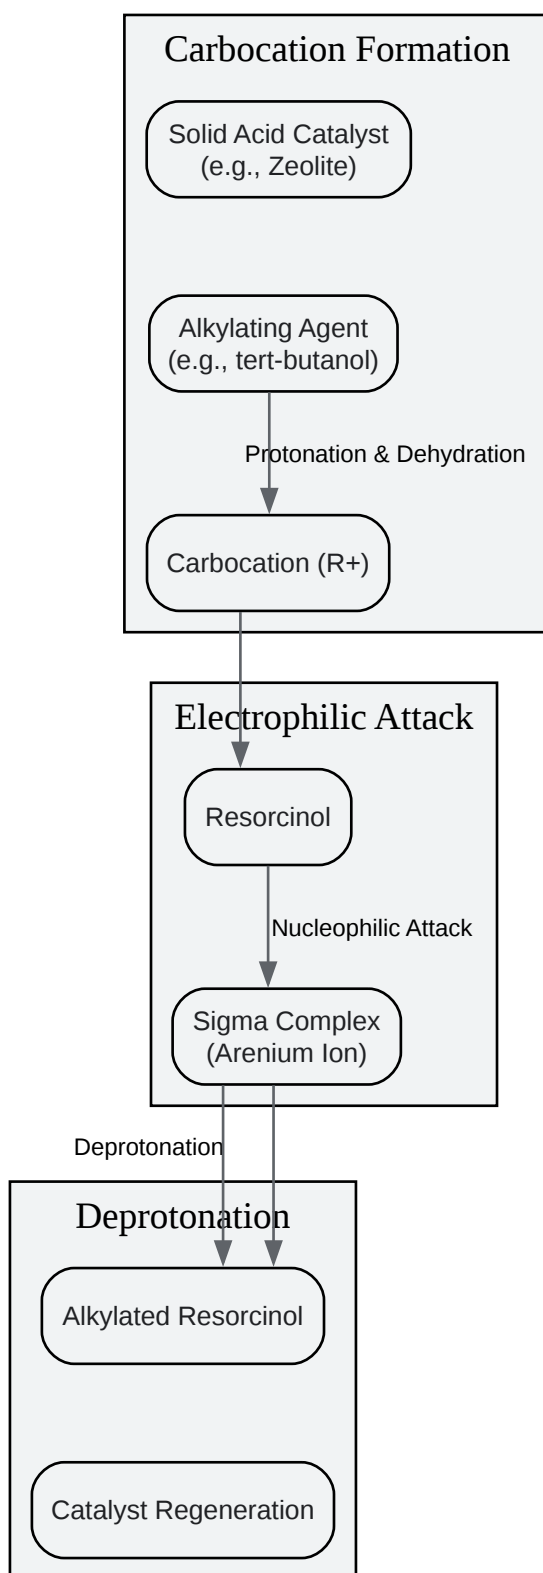 Carbocation Formation
Solid Acid Catalyst
(e.g., Zeolite)
Alkylating Agent
(e.g., tert-butanol)
Protonation & Dehydration
Carbocation (R+)
Electrophilic Attack
Resorcinol
Nucleophilic Attack
Sigma Complex
(Arenium Ion)
Deprotonation
Deprotonation
Alkylated Resorcinol
Catalyst Regeneration